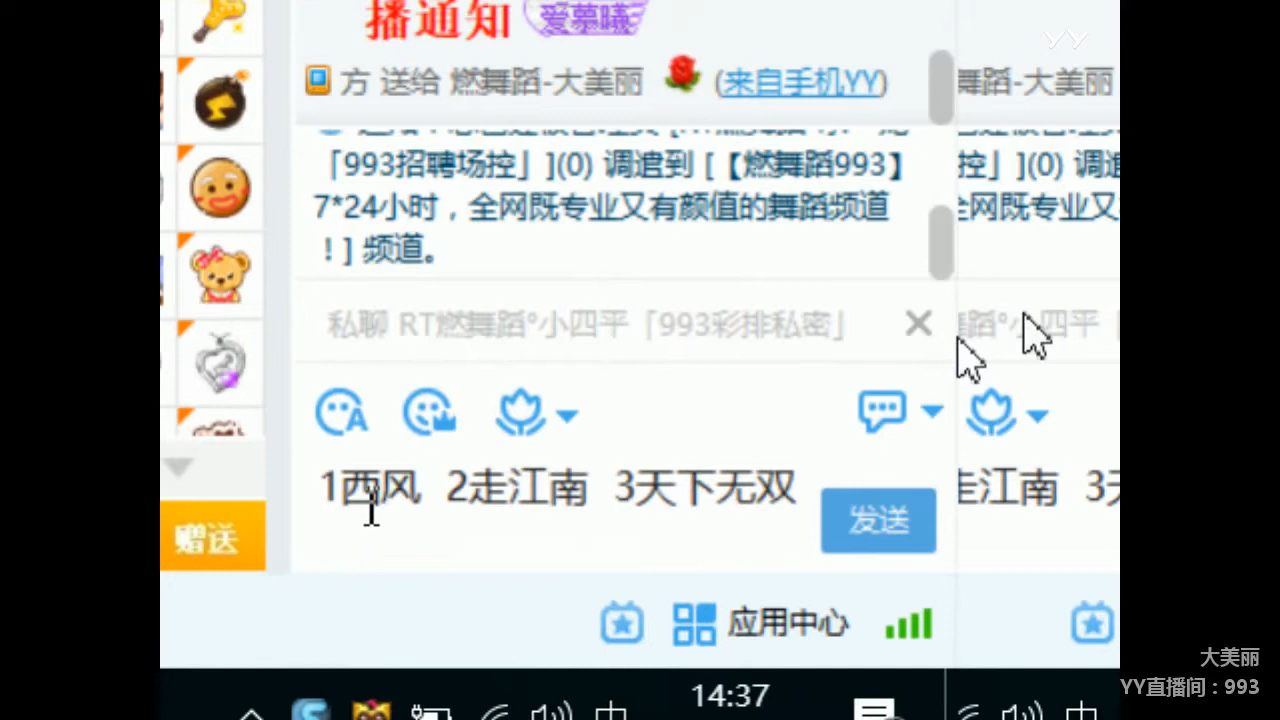 播通知 爱慕曦
YY
方 送给 燃舞蹈-大美丽 (来自手机YY) 舞蹈-大美丽
「993招聘场控」](0) 调遣到 [【燃舞蹈993】 控」](0) 调遣
7*24小时，全网既专业又有颜值的舞蹈频道 全网既专业又
！] 频道。
私聊 RT燃舞蹈°小四平「993彩排私密」 舞蹈°小四平「
1西风 2走江南 3天下无双 走江南 3天
发送
赠送
应用中心
14:37
中 中
大美丽
YY直播间：993